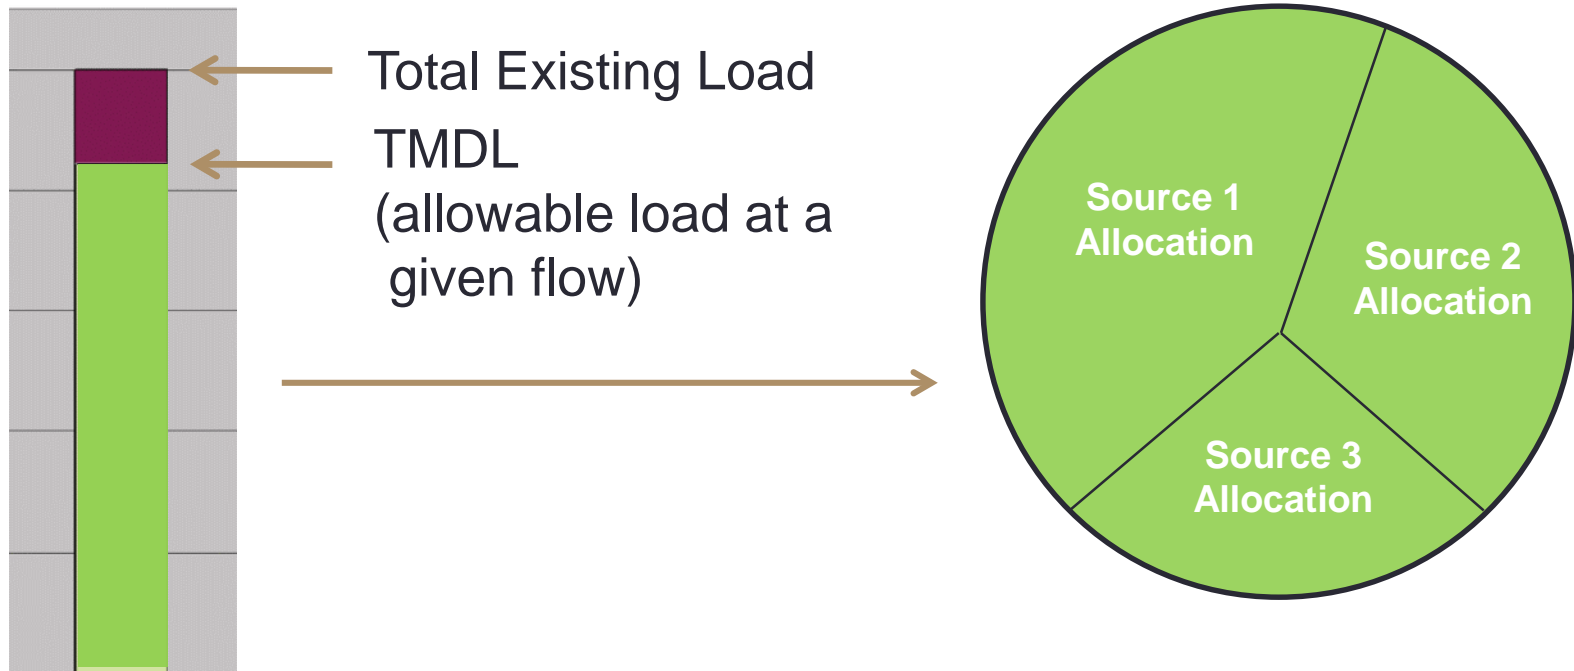 Total Existing Load
TMDL
(allowable load at a
given flow)
Source 1
Allocation
Source 2
Allocation
Source 3
Allocation